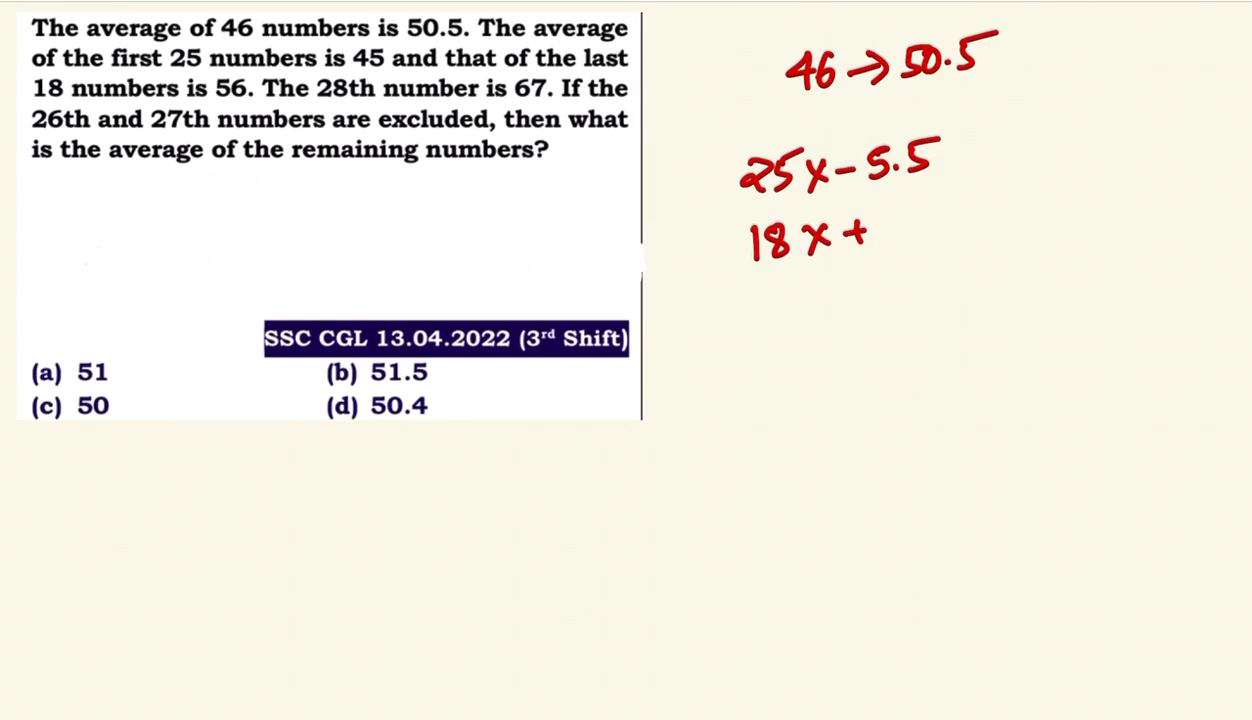 The average of 46 numbers is 50.5. The average
of the first 25 numbers is 45 and that of the last
18 numbers is 56. The 28th number is 67. If the
26th and 27th numbers are excluded, then what
is the average of the remaining numbers?
SSC CGL 13.04.2022 (3rd Shift)
(a) 51 (b) 51.5
(c) 50 (d) 50.4
46 → 50.5
25 x - 5.5
18 x +